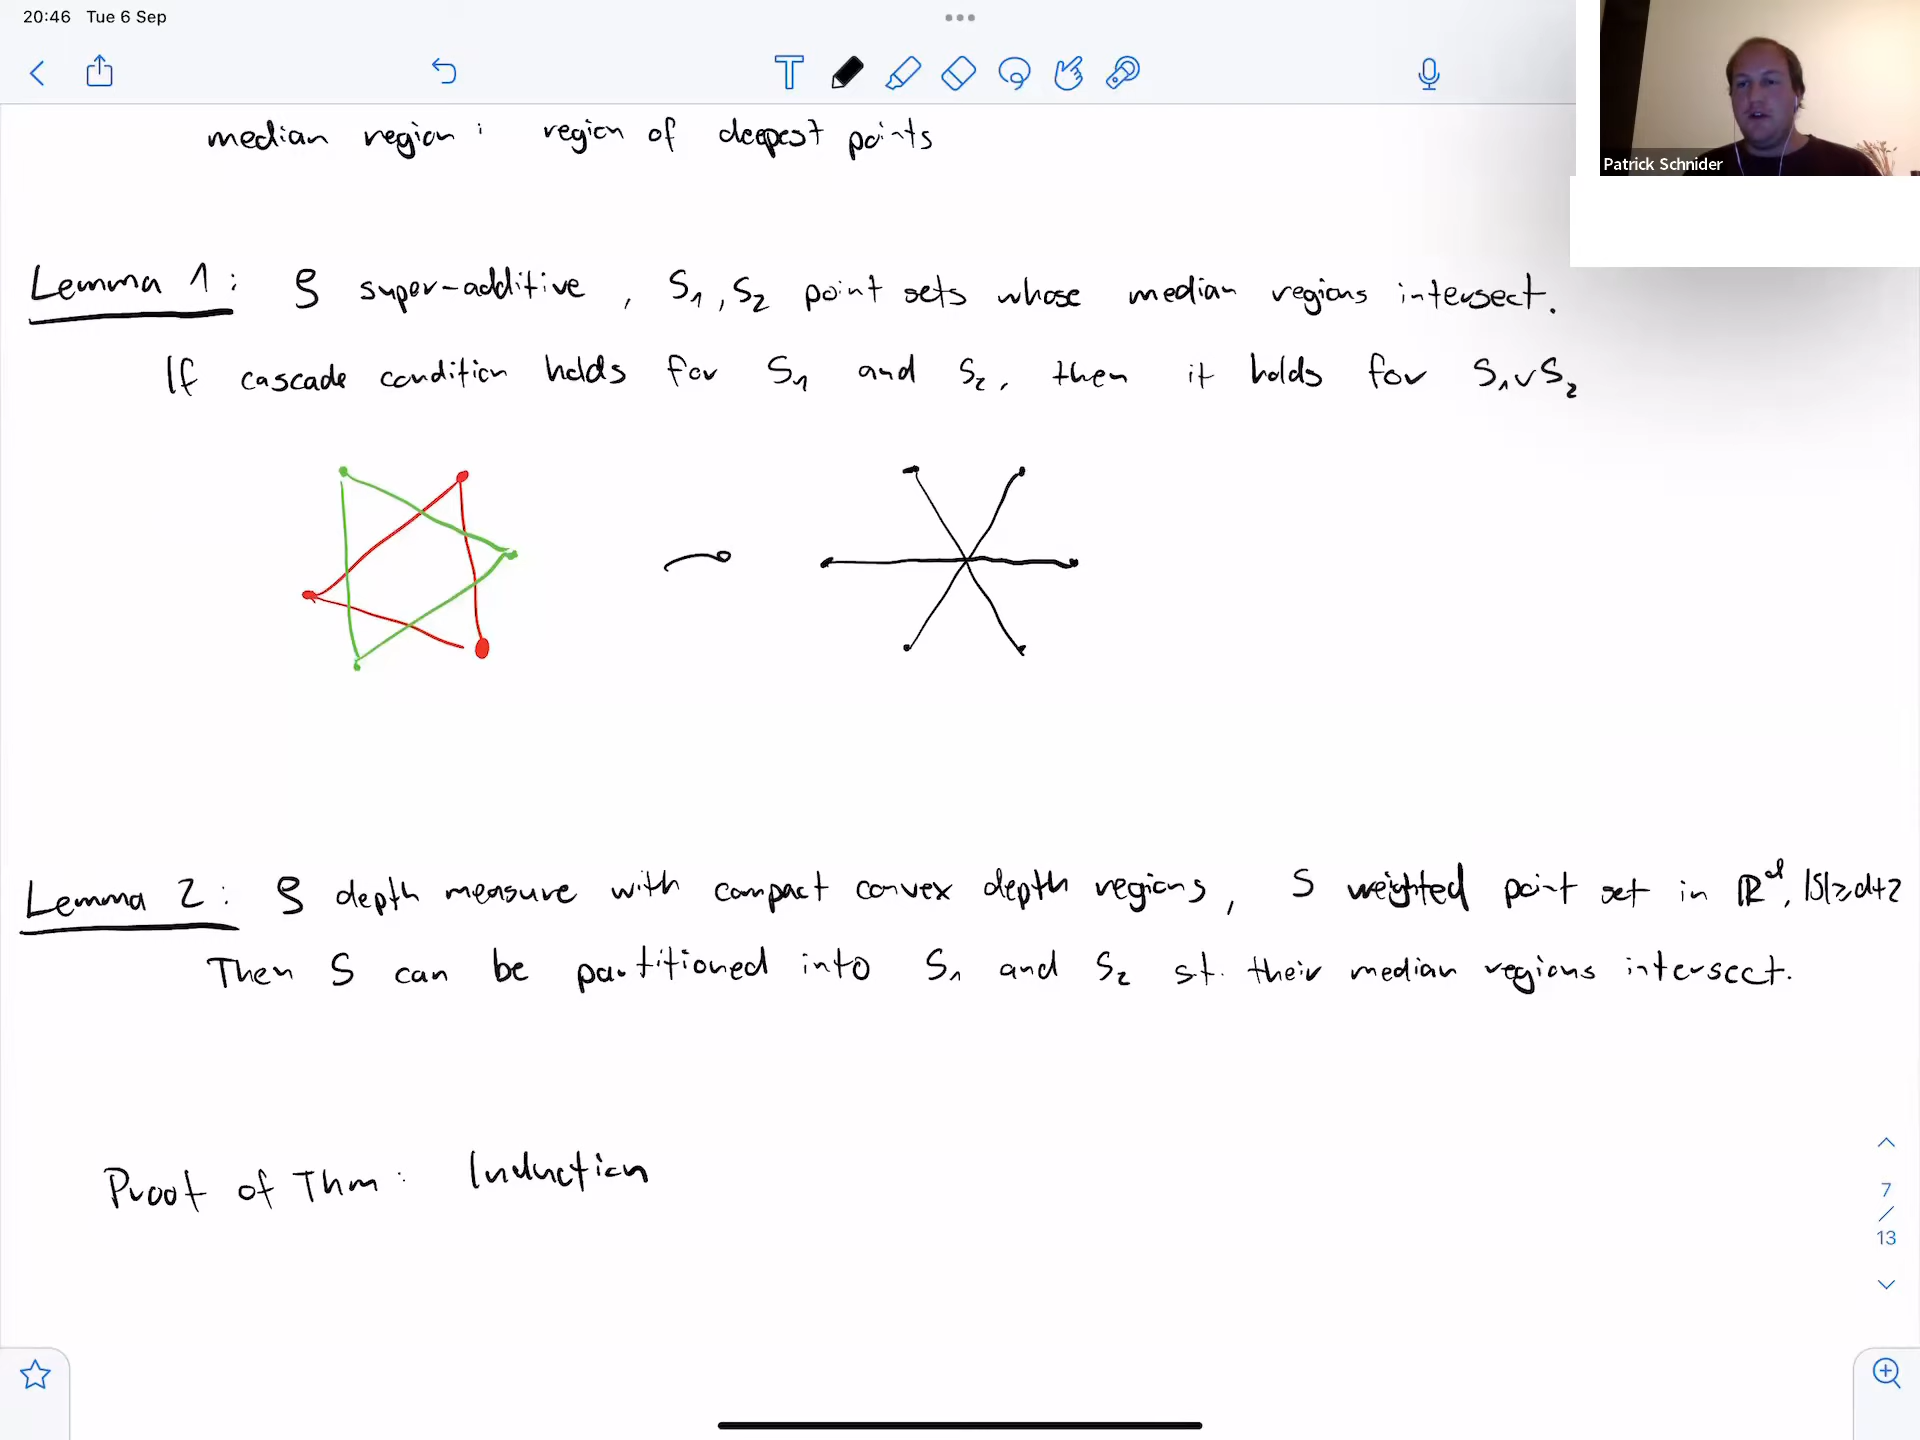 20:46 Tue 6 Sep
Patrick Schnider
median region: region of deepest points
Lemma 1: ϱ super-additive, S₁, S₂ point sets whose median regions intersect.
If cascade condition holds for S₁ and S₂, then it holds for S₁∪S₂
Lemma 2: ϱ depth measure with compact convex depth regions, S weighted point set in ℝᵈ, |S|≥d+2
Then S can be partitioned into S₁ and S₂ s.t. their median regions intersect.
Proof of Thm: Induction
7
/
13